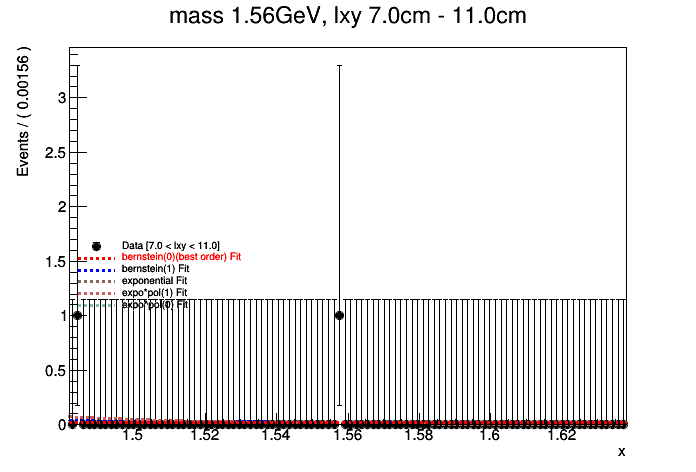 mass 1.56GeV, lxy 7.0cm - 11.0cm
Events / ( 0.00156 )
3
2.5
2
1.5
1
0.5
0
Data [7.0 < lxy < 11.0]
bernstein(0)(best order) Fit
bernstein(1) Fit
exponential Fit
expo*pol(1) Fit
expo*pol(0) Fit
1.5 1.52 1.54 1.56 1.58 1.6 1.62
x